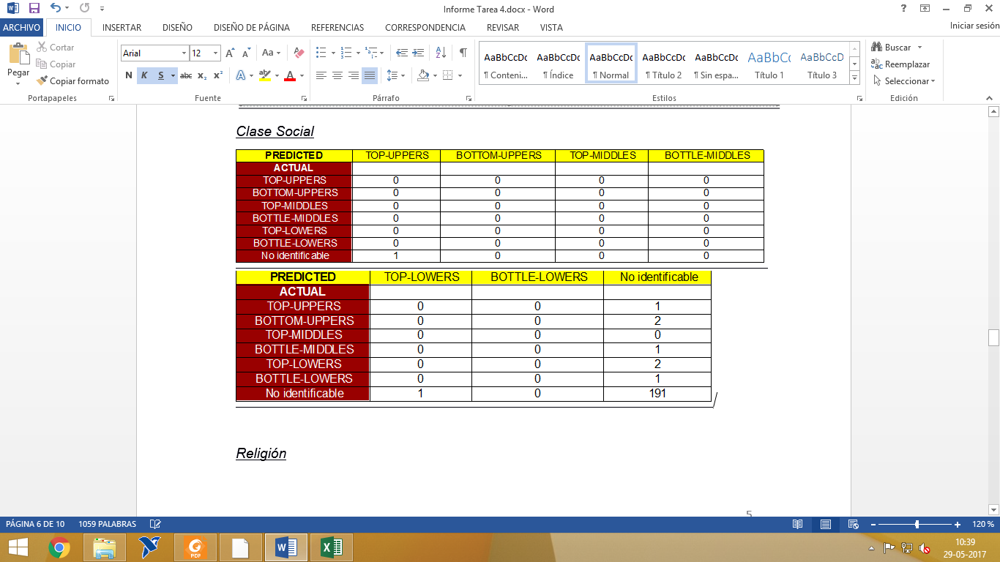 Informe Tarea 4.docx - Word
ARCHIVO INICIO INSERTAR DISEÑO DISEÑO DE PÁGINA REFERENCIAS CORRESPONDENCIA REVISAR VISTA Iniciar sesión
Pegar
Cortar
Copiar
Copiar formato
Portapapeles
Arial 12
Aa
N K S abc x₂ x²
Fuente
Párrafo
AaBbCcDc AaBbCcDc AaBbCcDc AaBbCcDc AaBbCcDc AaBbC AaBbCcD
¶ Conteni... ¶ Índice ¶ Normal ¶ Título 2 ¶ Sin espa... Título 1 Título 3
Estilos
Buscar
Reemplazar
Seleccionar
Edición
Clase Social
PREDICTED TOP-UPPERS BOTTOM-UPPERS TOP-MIDDLES BOTTLE-MIDDLES
ACTUAL
TOP-UPPERS 0 0 0 0
BOTTOM-UPPERS 0 0 0 0
TOP-MIDDLES 0 0 0 0
BOTTLE-MIDDLES 0 0 0 0
TOP-LOWERS 0 0 0 0
BOTTLE-LOWERS 0 0 0 0
No identificable 1 0 0 0
PREDICTED TOP-LOWERS BOTTLE-LOWERS No identificable
ACTUAL
TOP-UPPERS 0 0 1
BOTTOM-UPPERS 0 0 2
TOP-MIDDLES 0 0 0
BOTTLE-MIDDLES 0 0 1
TOP-LOWERS 0 0 2
BOTTLE-LOWERS 0 0 1
No identificable 1 0 191
Religión
5
PÁGINA 6 DE 10 1059 PALABRAS 120 %
PDF
10:39
29-05-2017